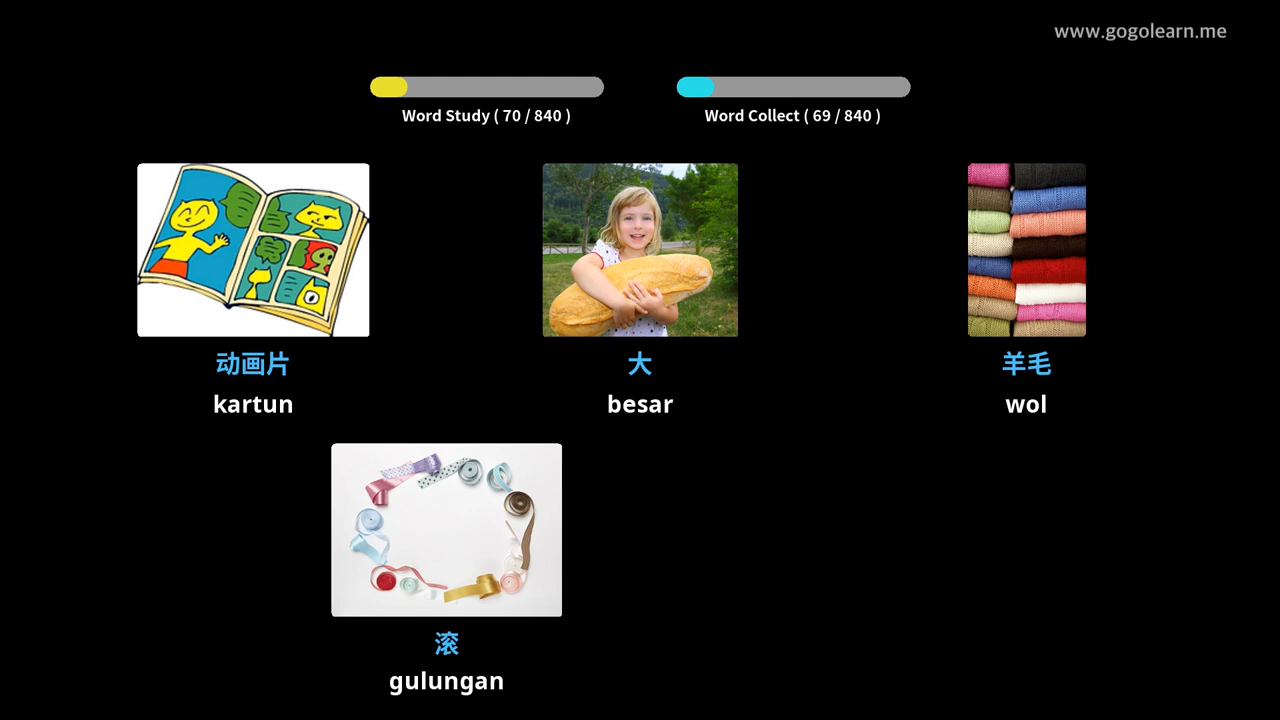 www.gogolearn.me
Word Study ( 70 / 840 )
Word Collect ( 69 / 840 )
动画片
kartun
大
besar
羊毛
wol
滚
gulungan